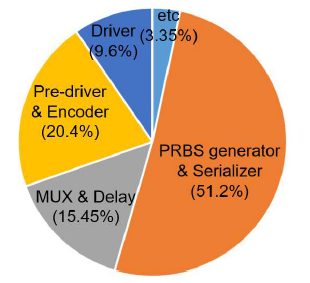 etc
(3.35%)
Driver
(9.6%)
Pre-driver
& Encoder
(20.4%)
PRBS generator
& Serializer
(51.2%)
MUX & Delay
(15.45%)